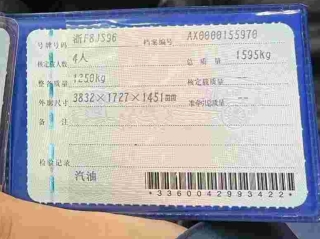 号牌号码 浙F8J596 档案编号 AX0000155970
核定载人数 4人 总质量 1595kg
整备质量 1250kg 核定载质量 --
外廓尺寸 3832×1727×1451mm 准牵引总质量 --
备注
检验记录
汽油
*3360042993422*